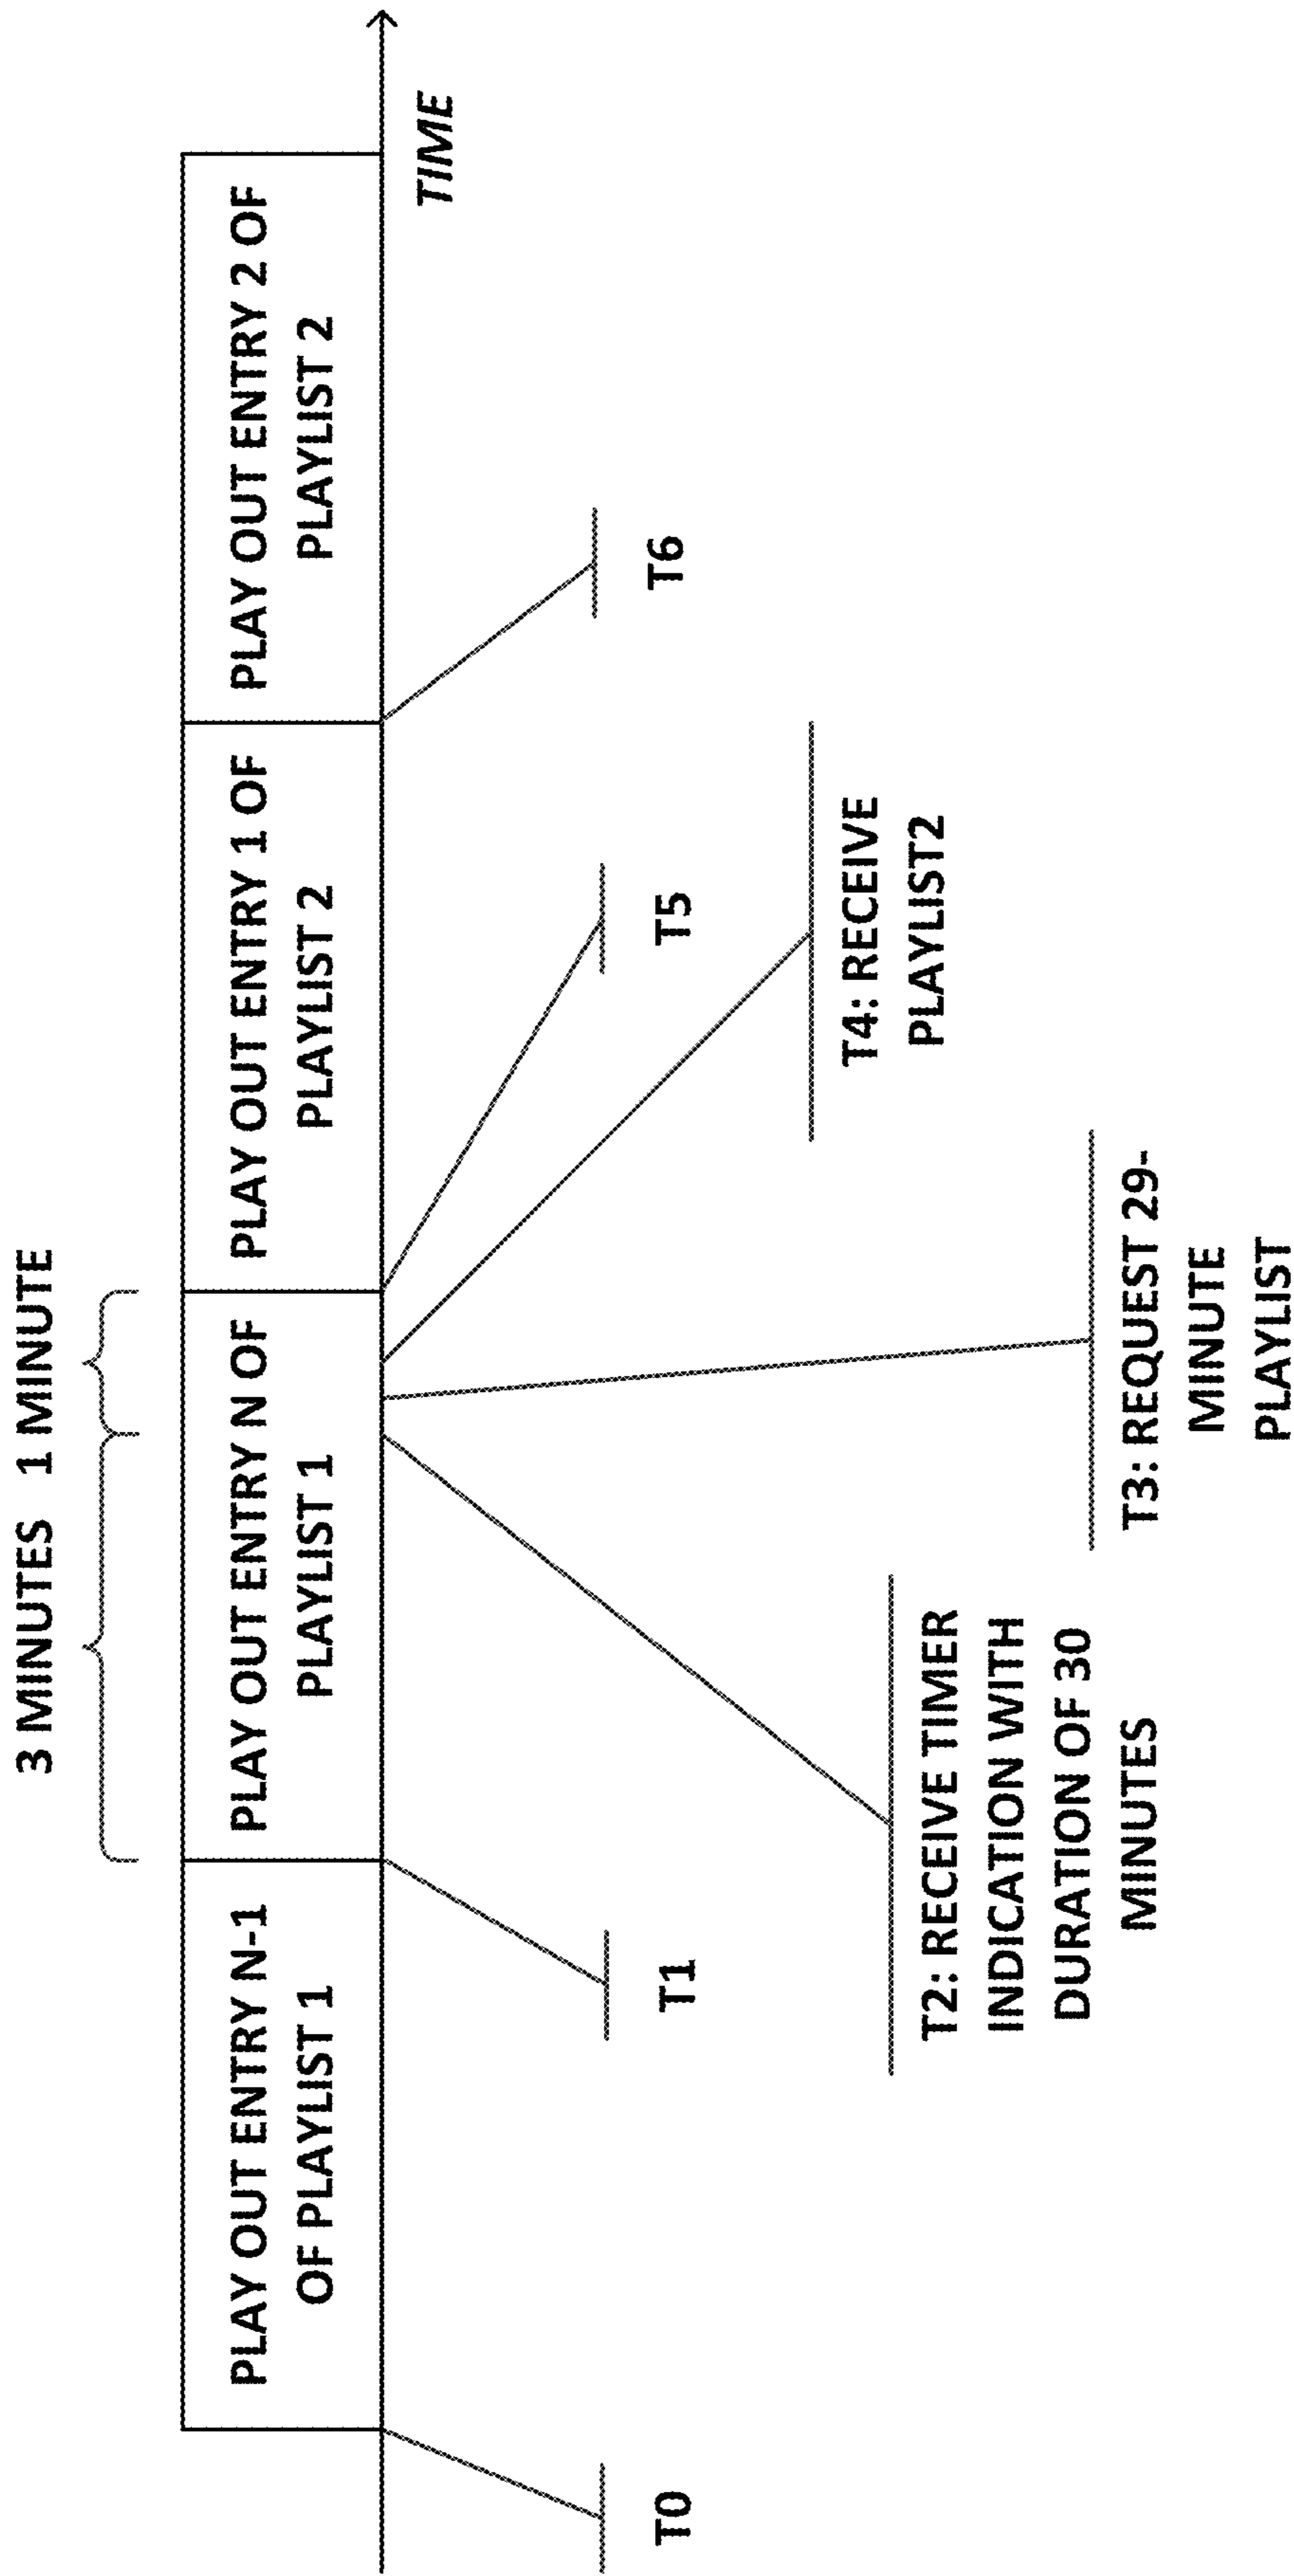 3 MINUTES 1 MINUTE
PLAY OUT ENTRY N-1
OF PLAYLIST 1
PLAY OUT ENTRY N OF
PLAYLIST 1
PLAY OUT ENTRY 1 OF
PLAYLIST 2
PLAY OUT ENTRY 2 OF
PLAYLIST 2
TIME
T0
T1
T2: RECEIVE TIMER
INDICATION WITH
DURATION OF 30
MINUTES
T3: REQUEST 29-
MINUTE
PLAYLIST
T4: RECEIVE
PLAYLIST2
T5
T6